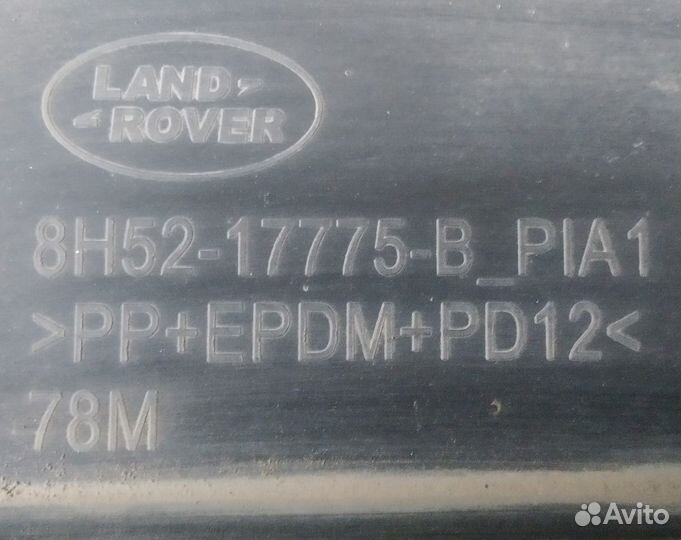 LAND-
-ROVER
8H52-17775-B_PIA1
>PP+EPDM+PD12<
78M
Avito